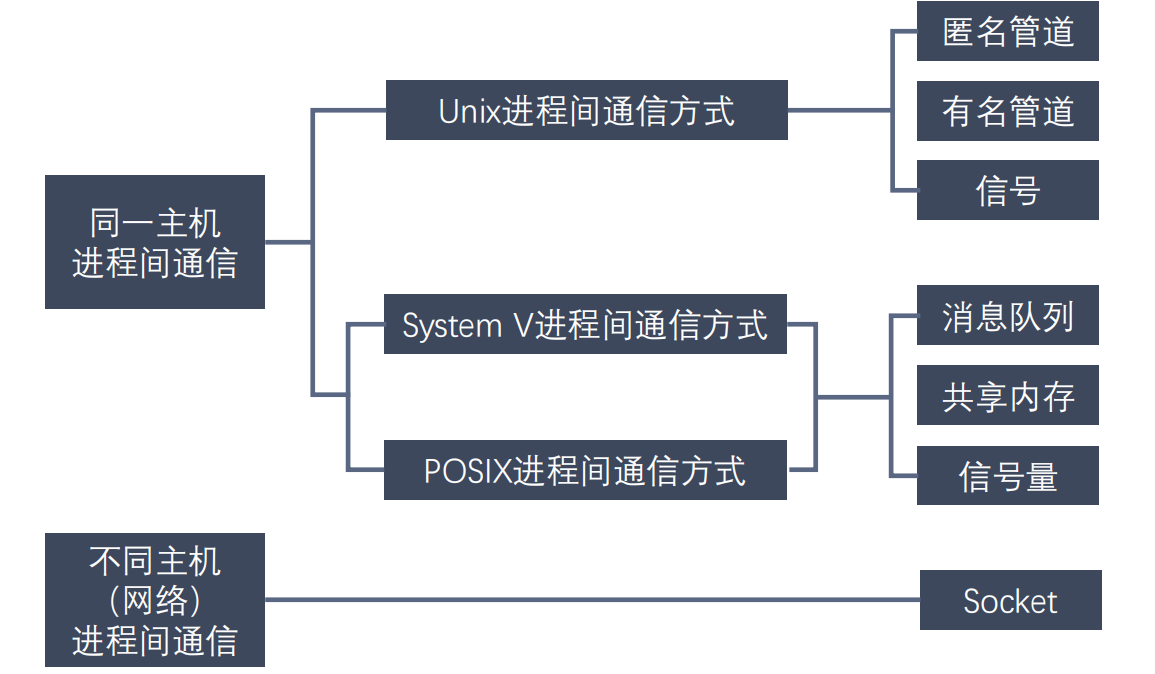 匿名管道
Unix进程间通信方式
有名管道
信号
同一主机
进程间通信
System V进程间通信方式
消息队列
共享内存
POSIX进程间通信方式
信号量
不同主机
（网络）
进程间通信
Socket